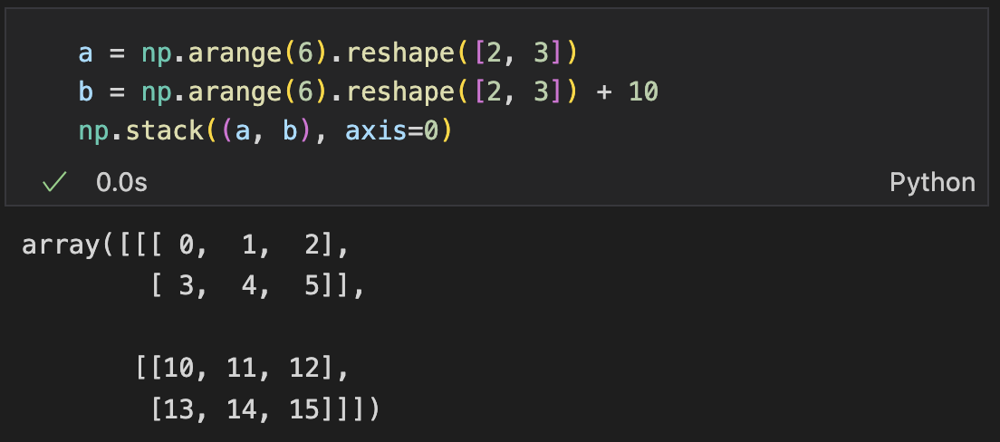 a = np.arange(6).reshape([2, 3])
b = np.arange(6).reshape([2, 3]) + 10
np.stack((a, b), axis=0)
✓ 0.0s Python
array([[[ 0,  1,  2],
        [ 3,  4,  5]],
       [[10, 11, 12],
        [13, 14, 15]]])